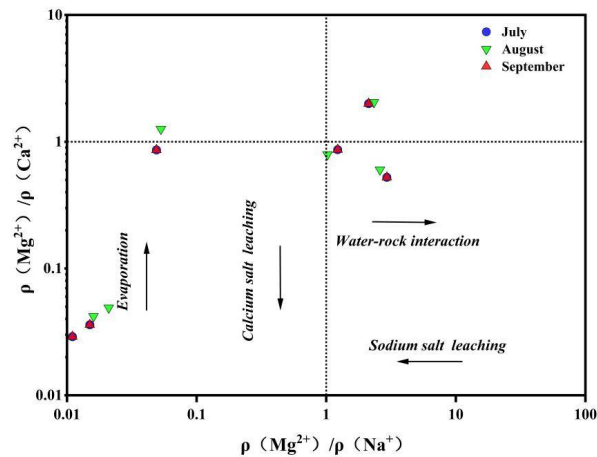 July
August
September
10
1
0.1
0.01
ρ（Mg²⁺）/ρ（Ca²⁺）
Evaporation
Calcium salt leaching
Water-rock interaction
Sodium salt leaching
0.01
0.1
1
10
100
ρ（Mg²⁺）/ρ（Na⁺）